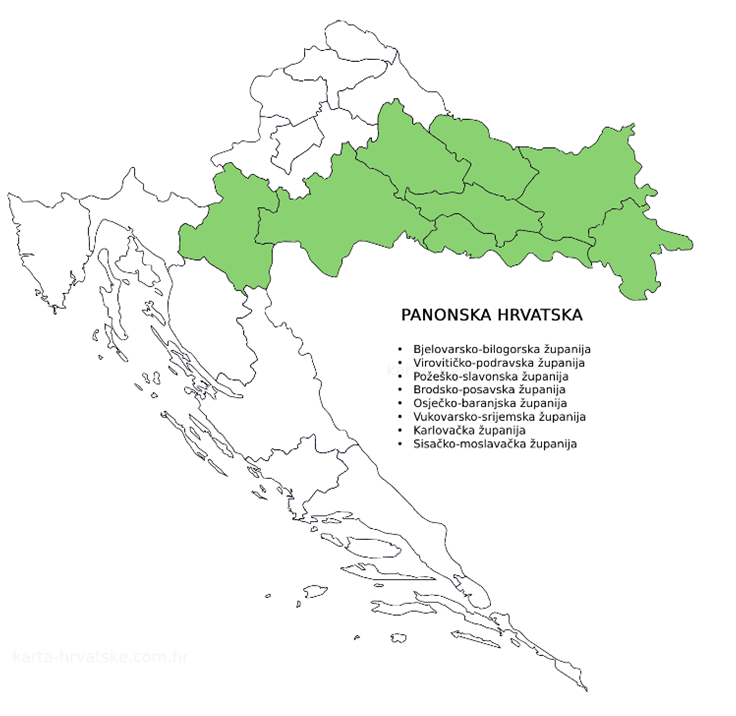 PANONSKA HRVATSKA
• Bjelovarsko-bilogorska županija
• Virovitičko-podravska županija
• Požeško-slavonska županija
• Brodsko-posavska županija
• Osječko-baranjska županija
• Vukovarsko-srijemska županija
• Karlovačka županija
• Sisačko-moslavačka županija
karta-hrvatske.com.hr